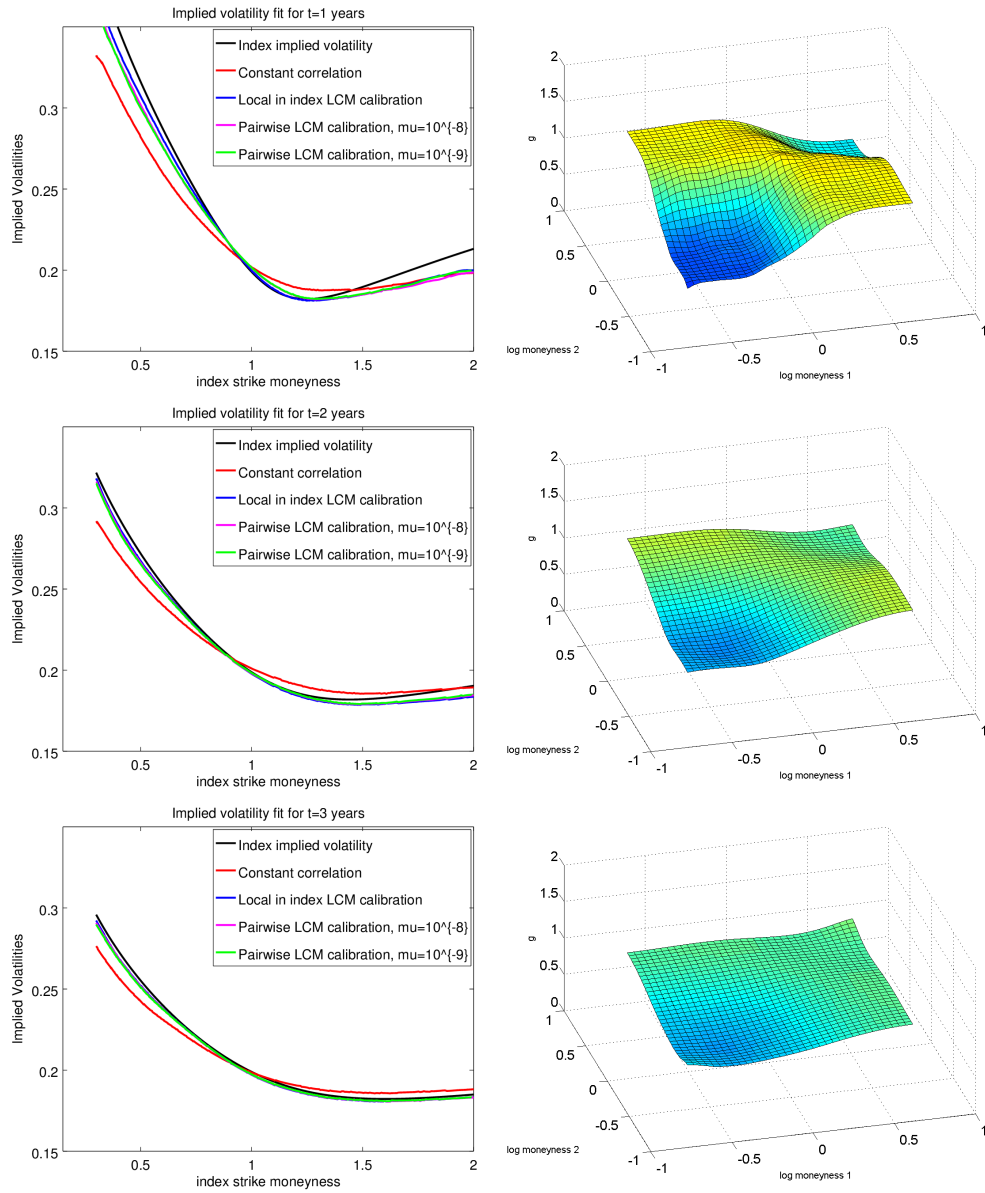 Implied volatility fit for t=1 years
Index implied volatility
Constant correlation
Local in index LCM calibration
Pairwise LCM calibration, mu=10^{-8}
Pairwise LCM calibration, mu=10^{-9}
Implied Volatilities
0.3
0.25
0.2
0.15
0.5
1
1.5
2
index strike moneyness
2
1.5
1
0.5
0
g
1
0.5
0
-0.5
-1
log moneyness 2
-1
-0.5
0
0.5
1
log moneyness 1
Implied volatility fit for t=2 years
Index implied volatility
Constant correlation
Local in index LCM calibration
Pairwise LCM calibration, mu=10^{-8}
Pairwise LCM calibration, mu=10^{-9}
Implied Volatilities
0.3
0.25
0.2
0.15
0.5
1
1.5
2
index strike moneyness
2
1.5
1
0.5
0
g
1
0.5
0
-0.5
-1
log moneyness 2
-1
-0.5
0
0.5
1
log moneyness 1
Implied volatility fit for t=3 years
Index implied volatility
Constant correlation
Local in index LCM calibration
Pairwise LCM calibration, mu=10^{-8}
Pairwise LCM calibration, mu=10^{-9}
Implied Volatilities
0.3
0.25
0.2
0.15
0.5
1
1.5
2
index strike moneyness
2
1.5
1
0.5
0
g
1
0.5
0
-0.5
-1
log moneyness 2
-1
-0.5
0
0.5
1
log moneyness 1